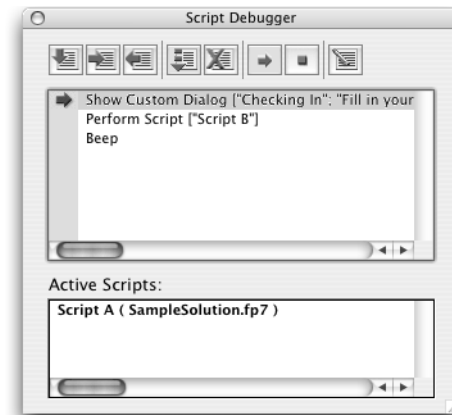 Script Debugger
Show Custom Dialog ["Checking In"; "Fill in your
Perform Script ["Script B"]
Beep
Active Scripts:
Script A ( SampleSolution.fp7 )